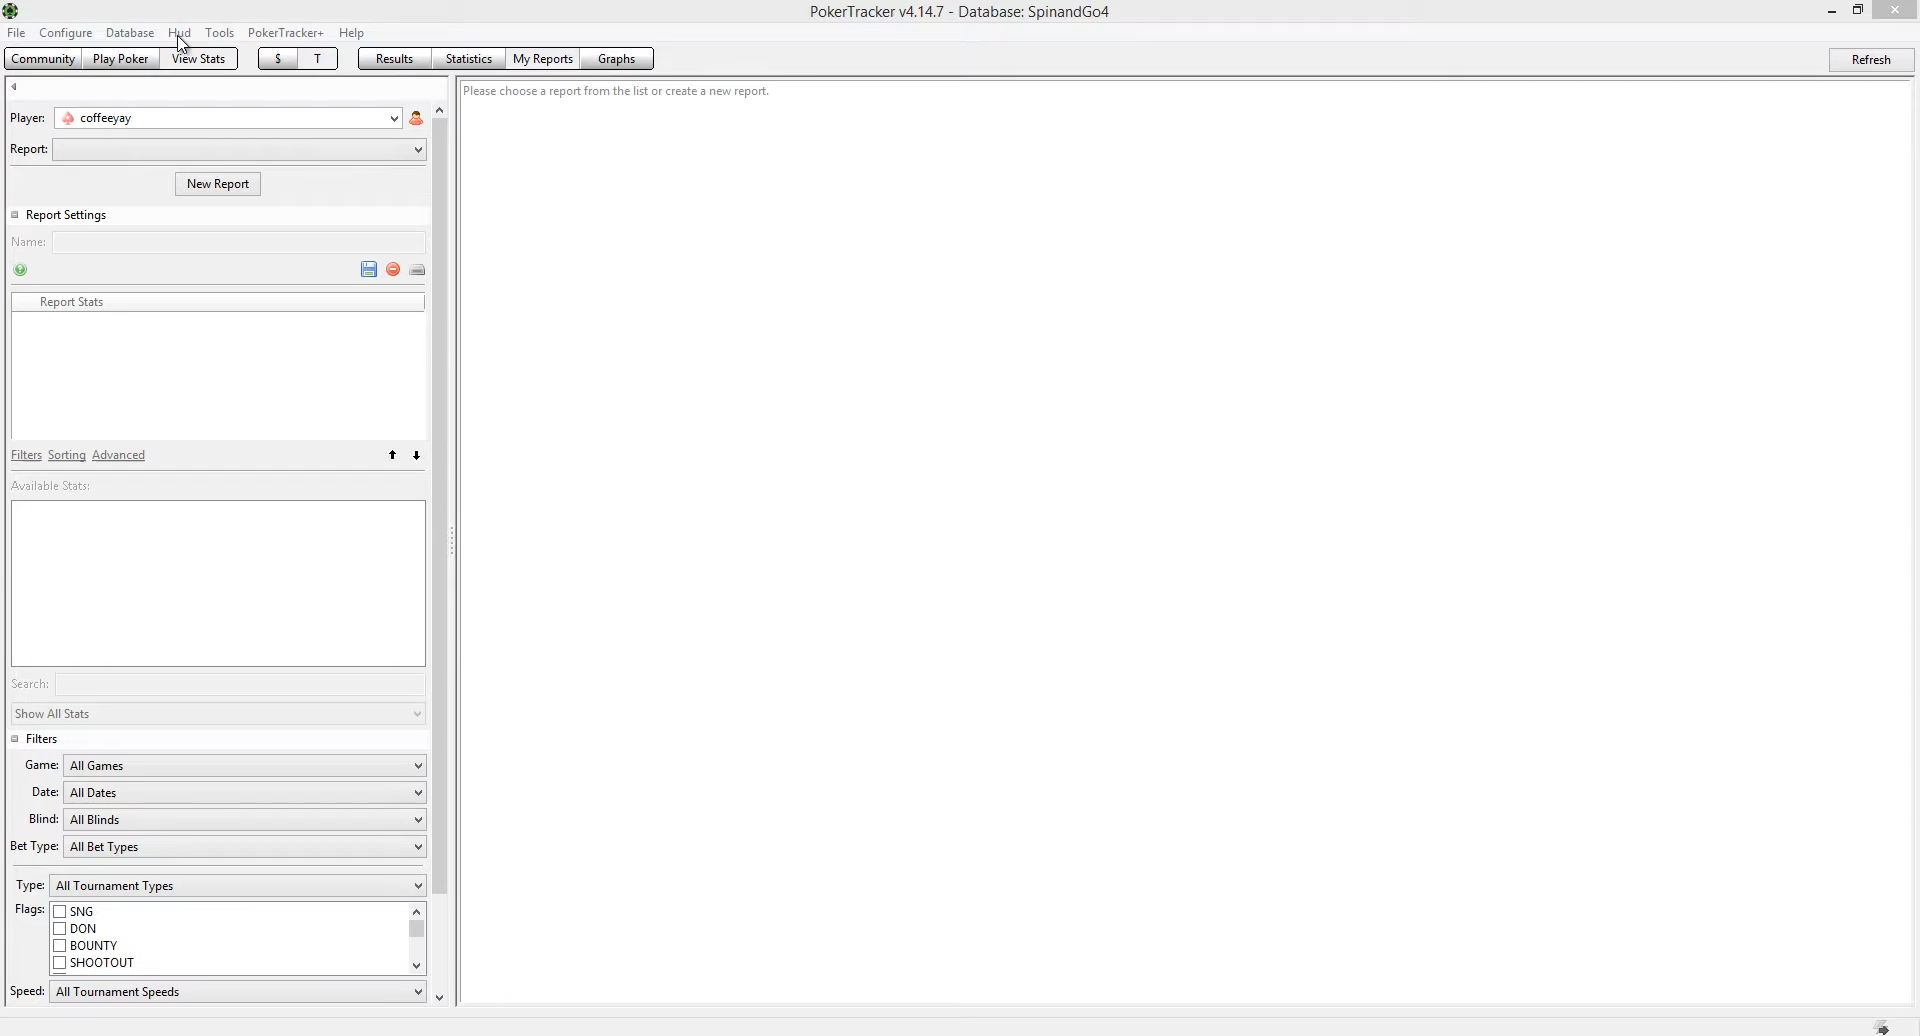 PokerTracker v4.14.7 - Database: SpinandGo4
File Configure Database Hud Tools PokerTracker+ Help
Community Play Poker View Stats $ T Results Statistics My Reports Graphs Refresh
Please choose a report from the list or create a new report.
Player: coffeeyay
Report:
New Report
Report Settings
Name:
Report Stats
Filters Sorting Advanced
Available Stats:
Search:
Show All Stats
Filters
Game: All Games
Date: All Dates
Blind: All Blinds
Bet Type: All Bet Types
Type: All Tournament Types
Flags: SNG
DON
BOUNTY
SHOOTOUT
Speed: All Tournament Speeds